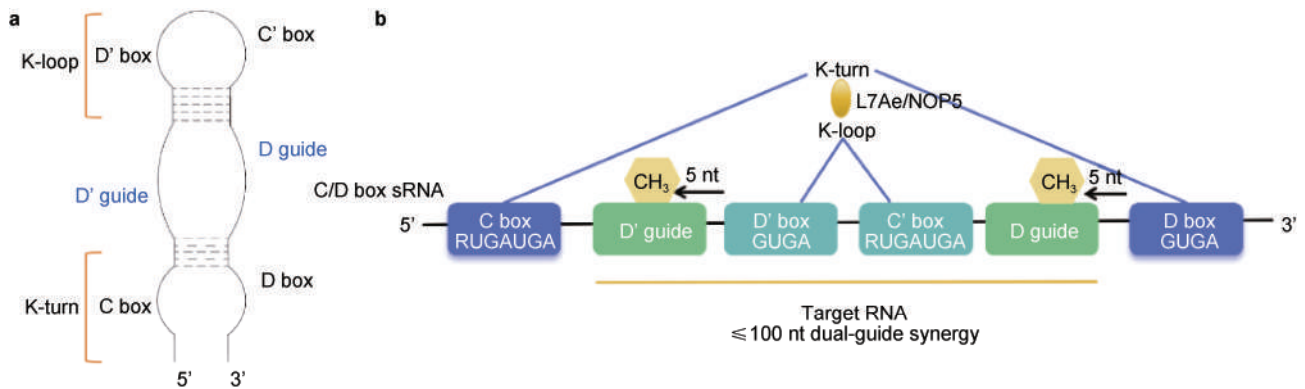 a
K-loop
D' box
C' box
D guide
D' guide
K-turn
C box
D box
5'
3'
b
K-turn
L7Ae/NOP5
K-loop
C/D box sRNA
CH₃
5 nt
CH₃
5 nt
5'
C box
RUGAUGA
D' guide
D' box
GUGA
C' box
RUGAUGA
D guide
D box
GUGA
3'
Target RNA
≤100 nt dual-guide synergy